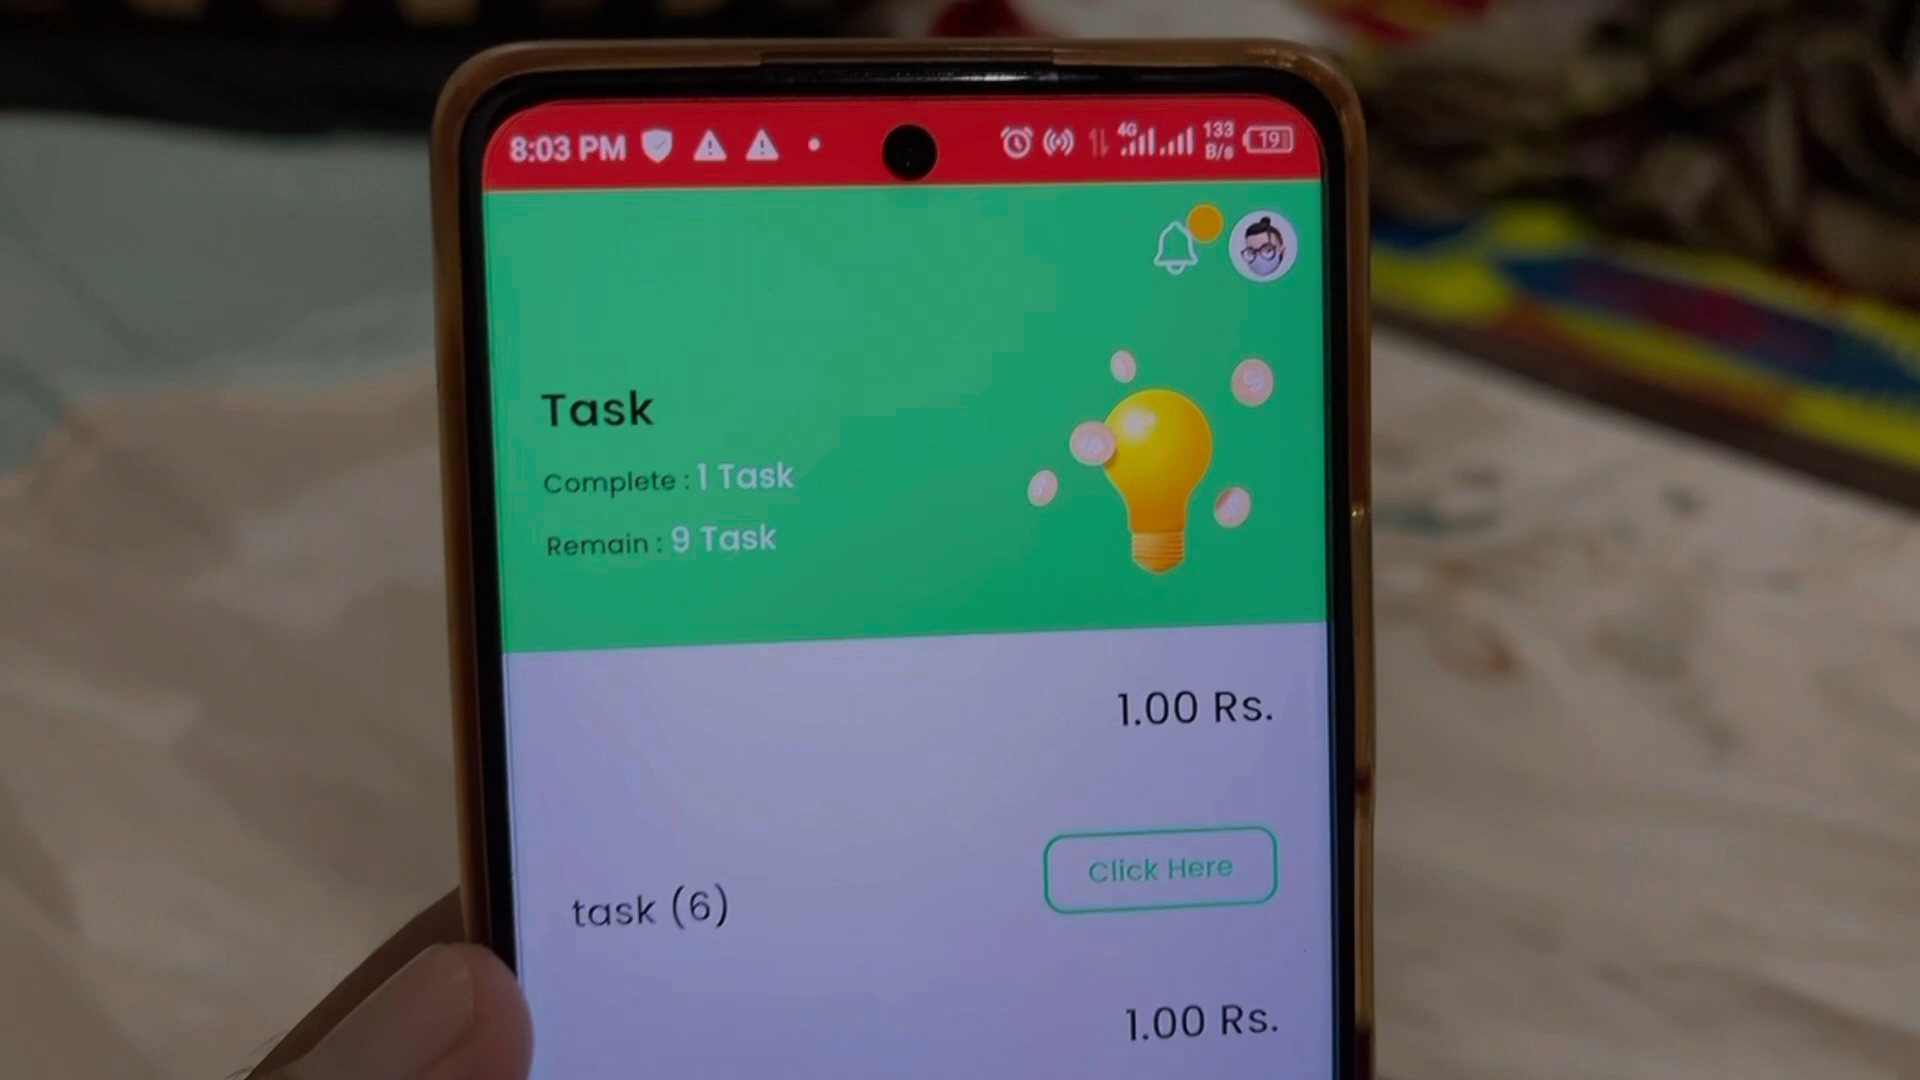 8:03 PM 4G 133 B/s 19
Task
Complete : 1 Task
Remain : 9 Task
1.00 Rs.
Click Here
task (6)
1.00 Rs.